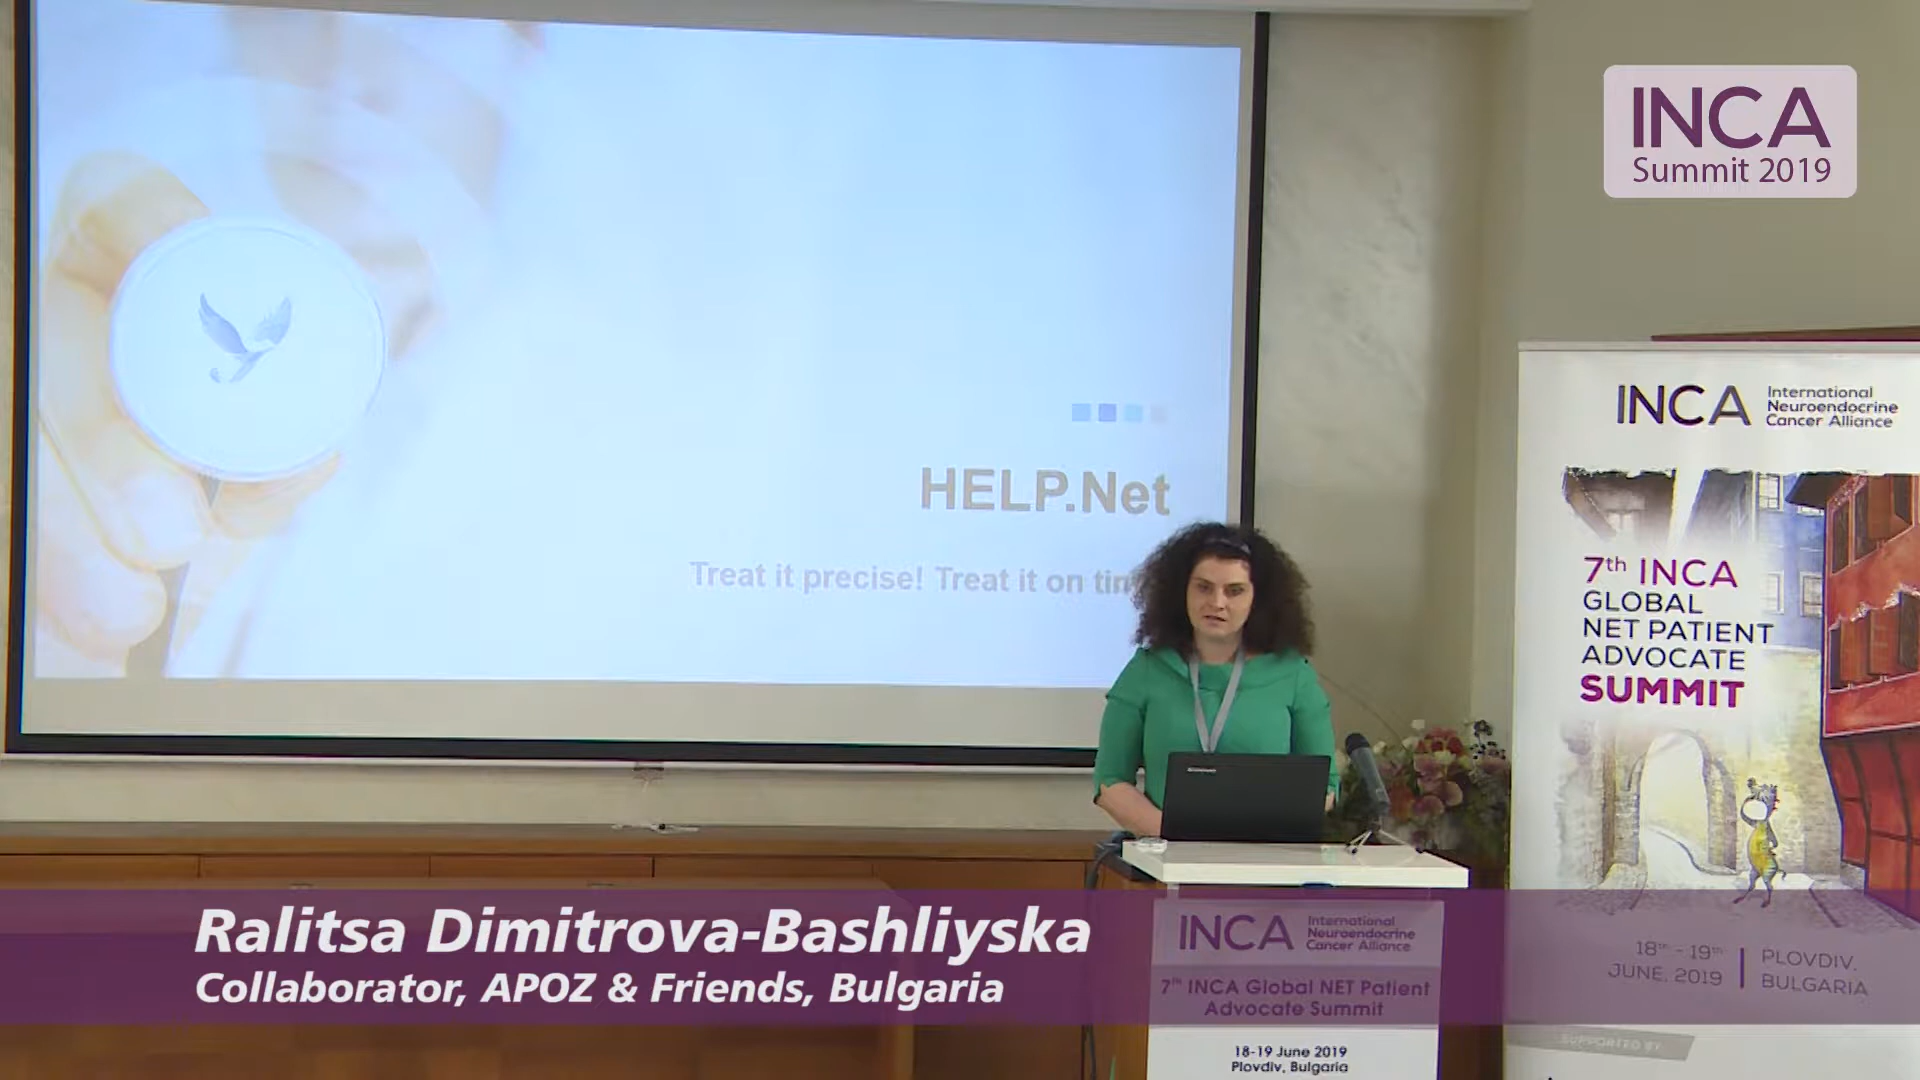 INCA
Summit 2019
HELP.Net
Treat it precise! Treat it on
INCA International
Neuroendocrine
Cancer Alliance
7th INCA
GLOBAL
NET PATIENT
ADVOCATE
SUMMIT
18th - 19th
JUNE, 2019
PLOVDIV,
BULGARIA
SUPPORTED BY
Ralitsa Dimitrova-Bashliyska
Collaborator, APOZ & Friends, Bulgaria
INCA International
Neuroendocrine
Cancer Alliance
7th INCA Global NET Patient
Advocate Summit
18-19 June 2019
Plovdiv, Bulgaria